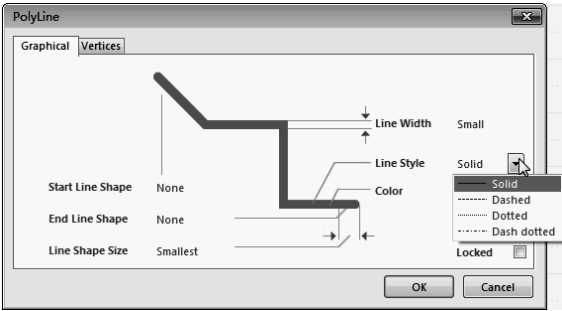 PolyLine
Graphical Vertices
Line Width Small
Line Style Solid
Solid
Dashed
Dotted
Dash dotted
Color
Start Line Shape None
End Line Shape None
Line Shape Size Smallest
Locked
OK Cancel